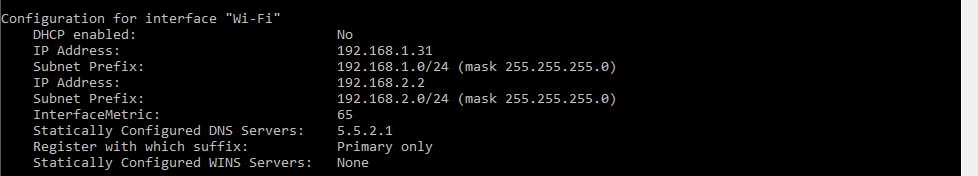 Configuration for interface "Wi-Fi"
DHCP enabled: No
IP Address: 192.168.1.31
Subnet Prefix: 192.168.1.0/24 (mask 255.255.255.0)
IP Address: 192.168.2.2
Subnet Prefix: 192.168.2.0/24 (mask 255.255.255.0)
InterfaceMetric: 65
Statically Configured DNS Servers: 5.5.2.1
Register with which suffix: Primary only
Statically Configured WINS Servers: None